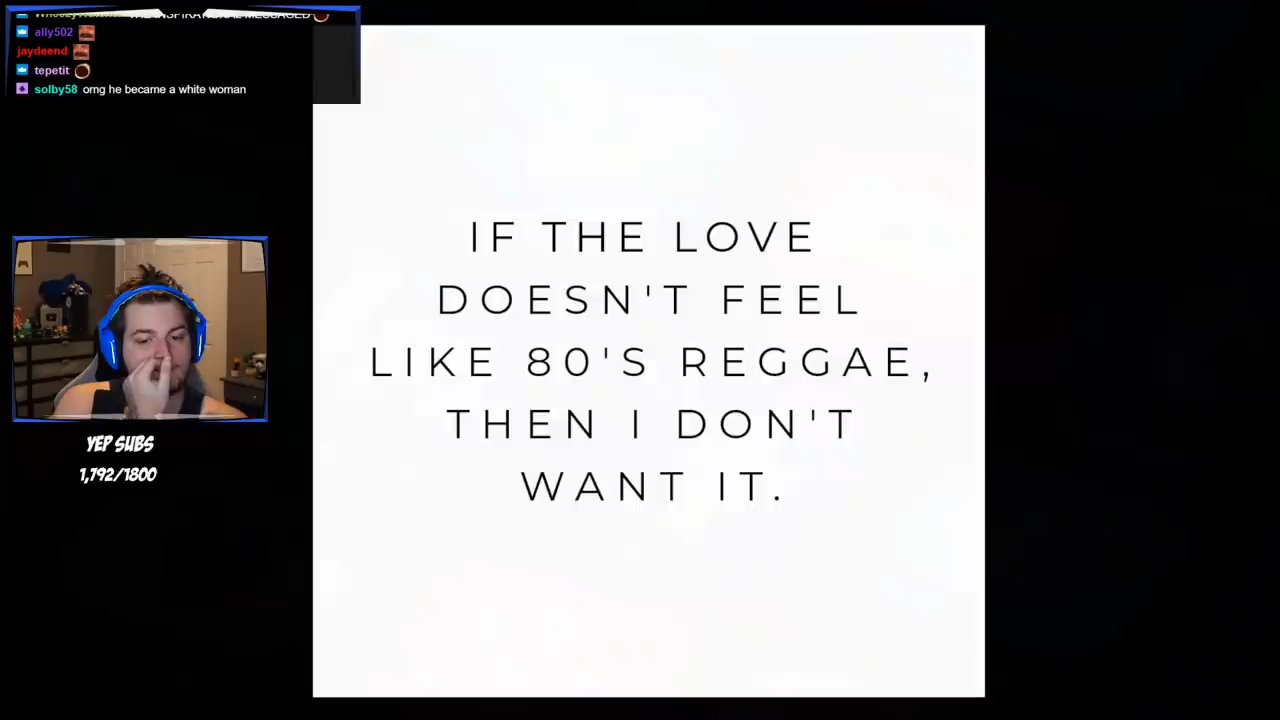 ally502
jaydeend
tepetit
solby58 omg he became a white woman
IF THE LOVE
DOESN'T FEEL
LIKE 80'S REGGAE,
THEN I DON'T
WANT IT.
YEP SUBS
1,792/1800